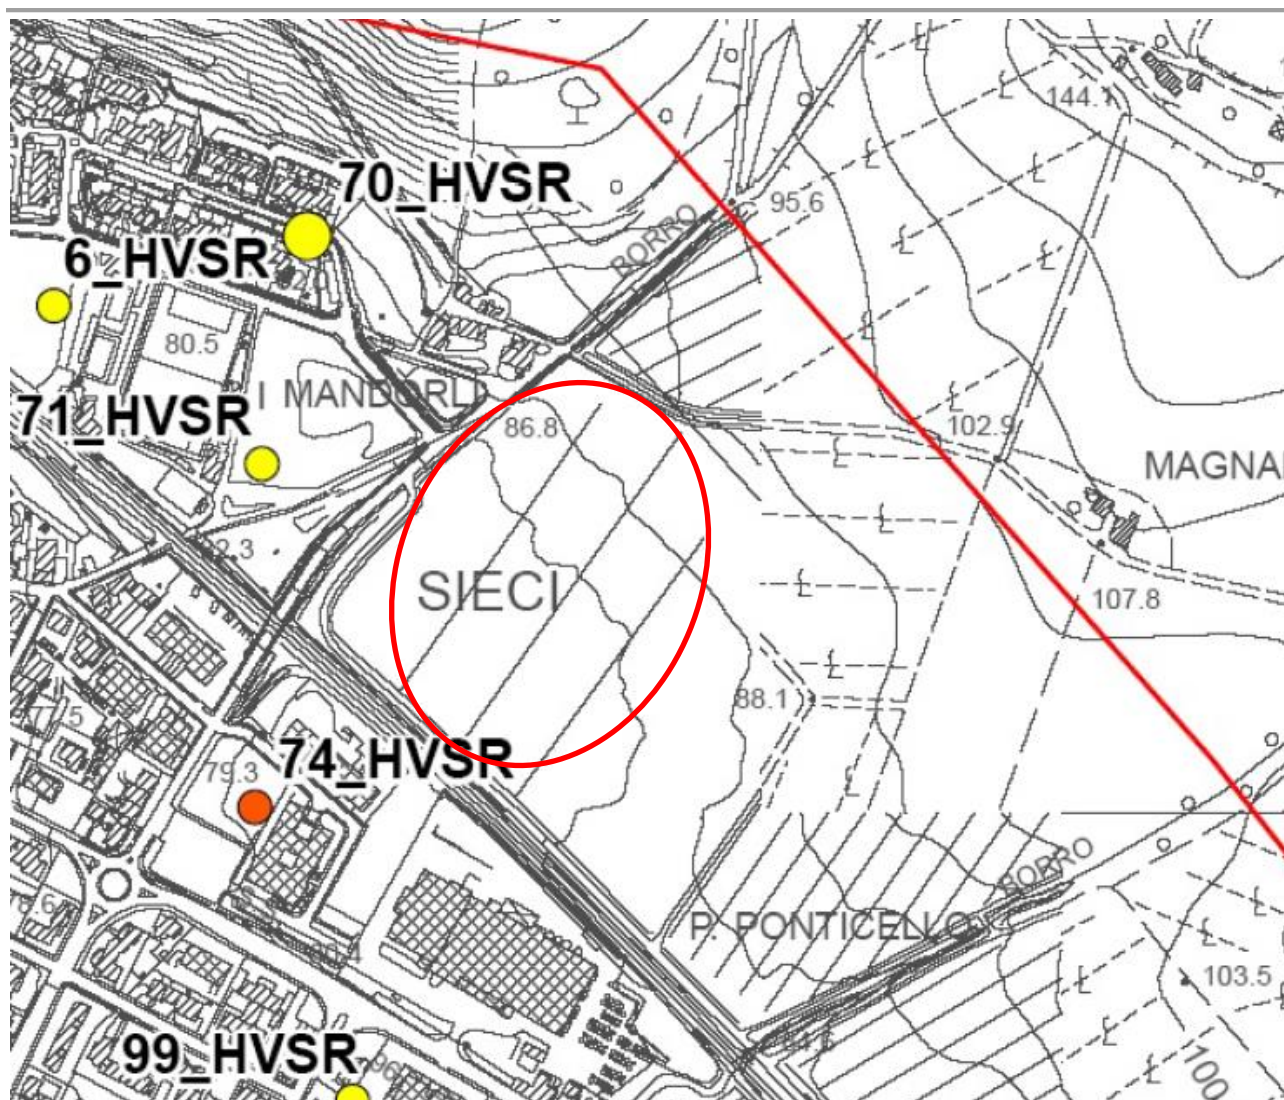 144.1
70_HVSR
95.6
BORRO
6_HVSR
80.5
I MANDORLI
71_HVSR
86.8
102.9
MAGNA
SIECI
107.8
88.1
74_HVSR
79.3
BORRO
P. PONTICELLO
103.5
99_HVSR
100